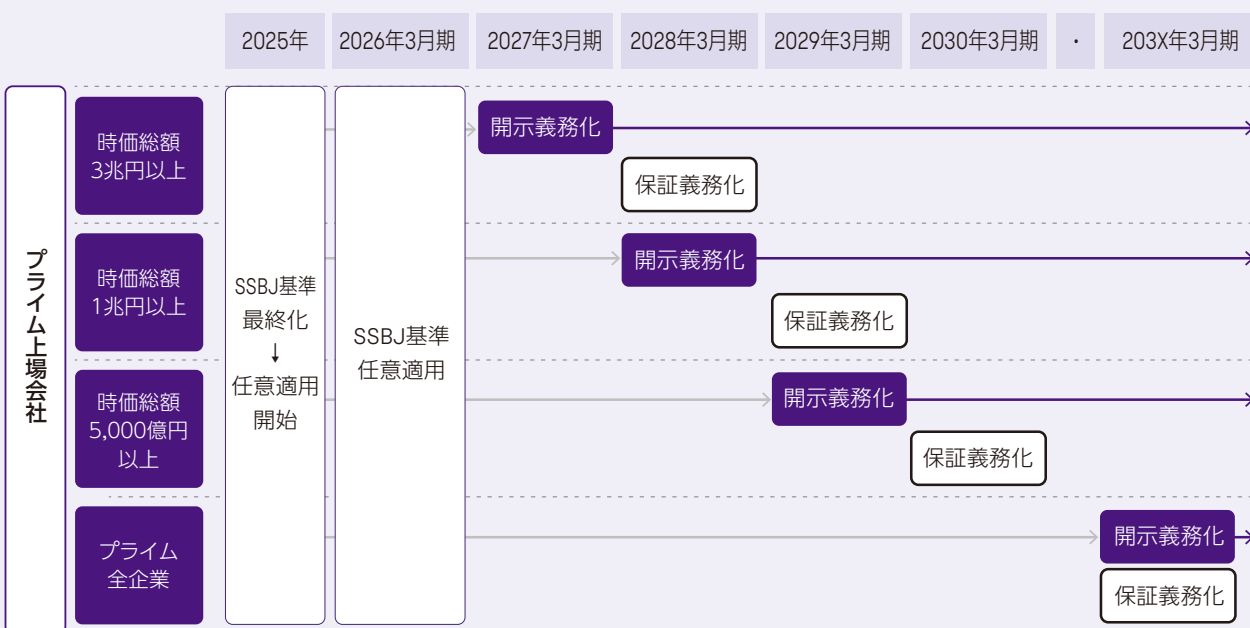 2025年
2026年3月期
2027年3月期
2028年3月期
2029年3月期
2030年3月期
・
203X年3月期
プライム上場会社
時価総額
3兆円以上
開示義務化
保証義務化
時価総額
1兆円以上
開示義務化
保証義務化
時価総額
5,000億円
以上
開示義務化
保証義務化
プライム
全企業
開示義務化
保証義務化
SSBJ基準
最終化
↓
任意適用
開始
SSBJ基準
任意適用